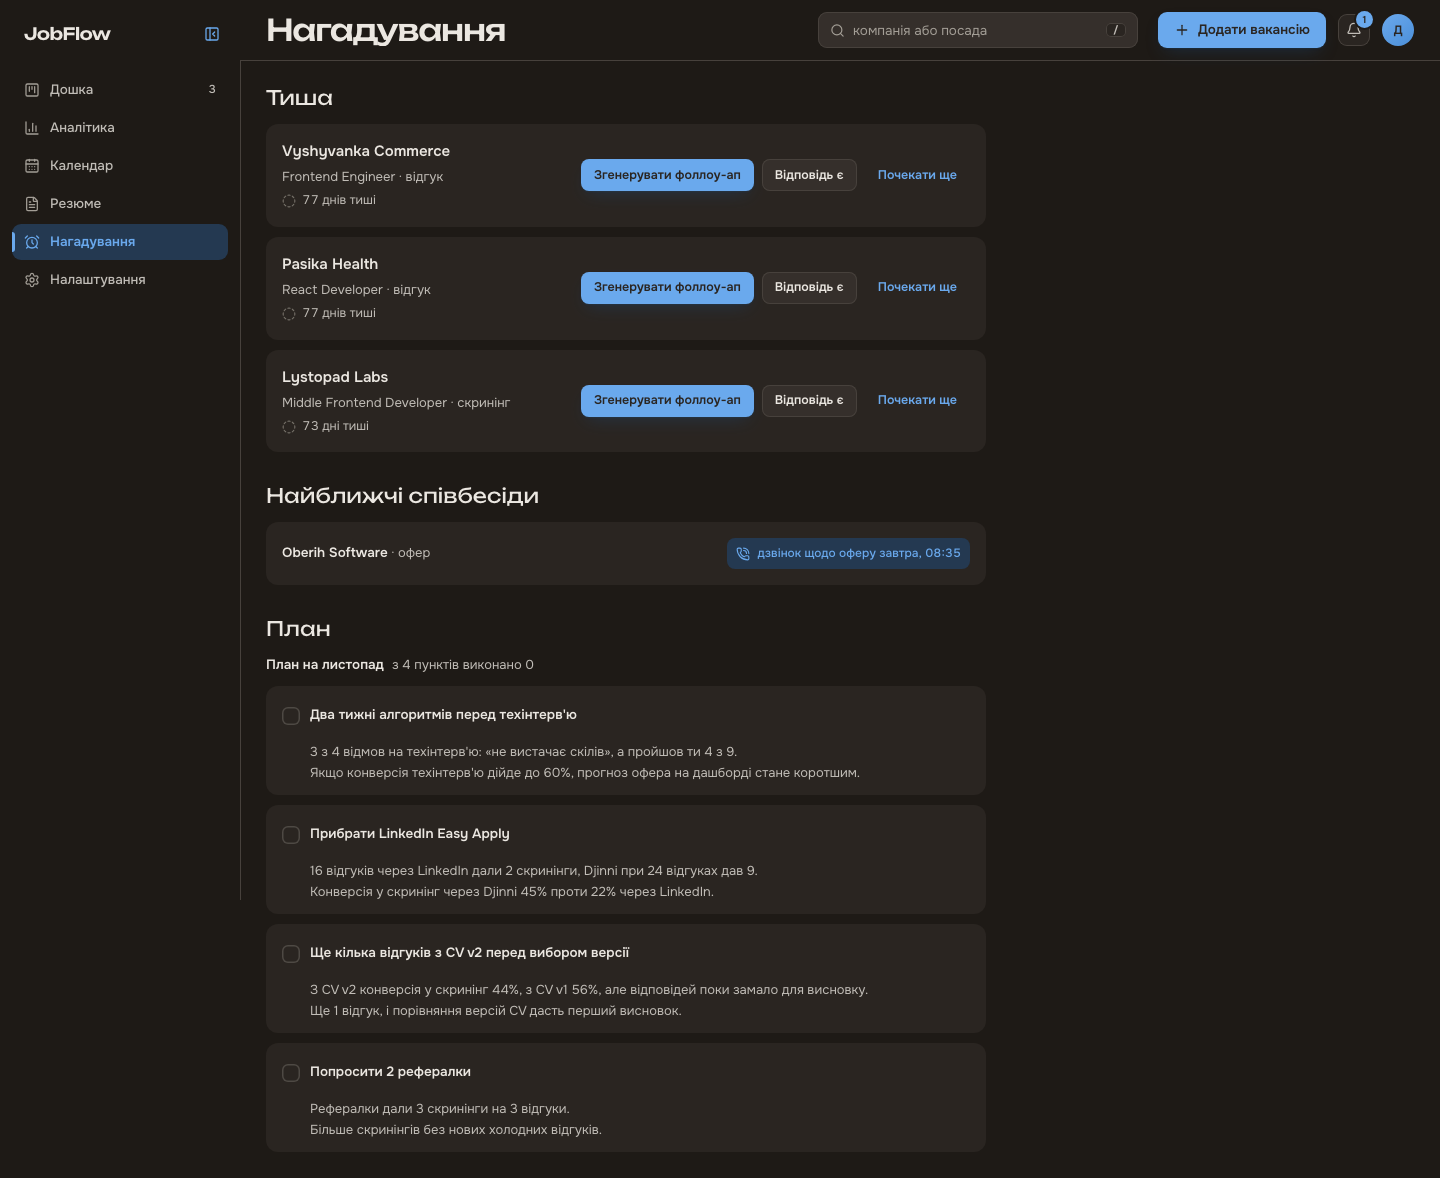 JobFlow
Нагадування
компанія або посада
/
Додати вакансію
1
Д
Дошка
3
Аналітика
Календар
Резюме
Нагадування
Налаштування
Тиша
Vyshyvanka Commerce
Frontend Engineer · відгук
77 днів тиші
Згенерувати фоллоу-ап
Відповідь є
Почекати ще
Pasika Health
React Developer · відгук
77 днів тиші
Згенерувати фоллоу-ап
Відповідь є
Почекати ще
Lystopad Labs
Middle Frontend Developer · скринінг
73 дні тиші
Згенерувати фоллоу-ап
Відповідь є
Почекати ще
Найближчі співбесіди
Oberih Software · офер
дзвінок щодо оферу завтра, 08:35
План
План на листопад з 4 пунктів виконано 0
Два тижні алгоритмів перед техінтерв'ю
3 з 4 відмов на техінтерв'ю: «не вистачає скілів», а пройшов ти 4 з 9.
Якщо конверсія техінтерв'ю дійде до 60%, прогноз офера на дашборді стане коротшим.
Прибрати LinkedIn Easy Apply
16 відгуків через LinkedIn дали 2 скринінги, Djinni при 24 відгуках дав 9.
Конверсія у скринінг через Djinni 45% проти 22% через LinkedIn.
Ще кілька відгуків з CV v2 перед вибором версії
З CV v2 конверсія у скринінг 44%, з CV v1 56%, але відповідей поки замало для висновку.
Ще 1 відгук, і порівняння версій CV дасть перший висновок.
Попросити 2 рефералки
Рефералки дали 3 скринінги на 3 відгуки.
Більше скринінгів без нових холодних відгуків.